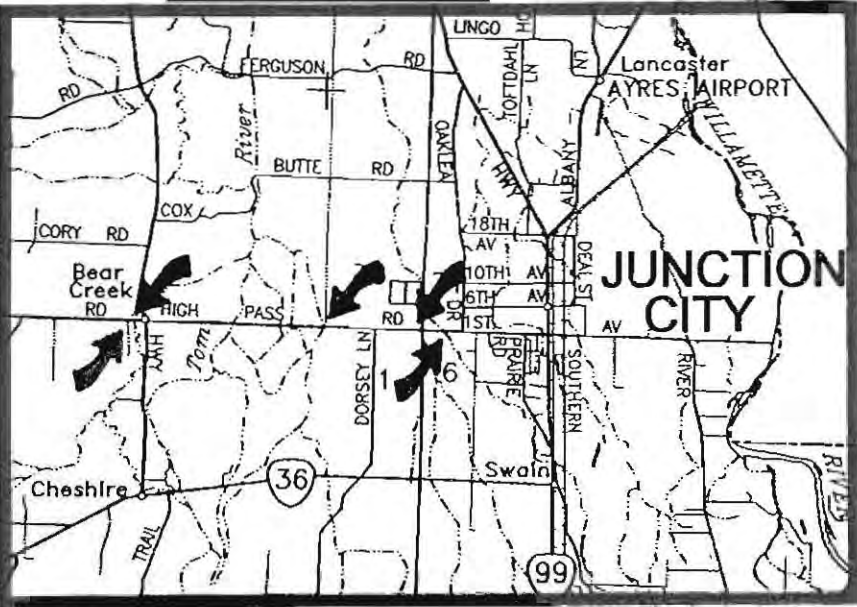 LINGO
LN
TOFTDAHL
LN
Lancaster
AYRES AIRPORT
FERGUSON RD
RD
River
OAKLEA
HWY
ALBANY
WILLAMETTE
BUTTE RD
COX
18TH
AV
CORY RD
DEAL ST
10TH AV
Bear
Creek
JUNCTION
CITY
6TH AV
DR
RD HIGH PASS RD
1ST AV
HWY
Tom
DORSEY LN
1
6
PRAIRIE
RD
SOUTHERN
RIVER
Swain
Cheshire
36
TRAIL
RIVER
99